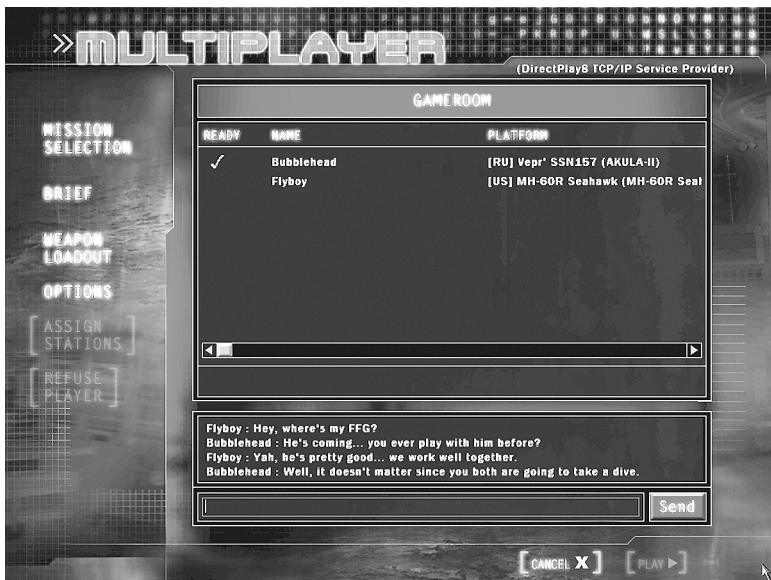 MULTIPLAYER
(DirectPlay8 TCP/IP Service Provider)
GAMEROOM
READY NAME PLATFORM
Bubblehead [RU] Vepr' SSN157 (AKULA-II)
Flyboy [US] MH-60R Seahawk (MH-60R Seah
MISSION
SELECTION
BRIEF
WEAPON
LOADOUT
OPTIONS
ASSIGN
STATIONS
REFUSE
PLAYER
Flyboy : Hey, where's my FFG?
Bubblehead : He's coming... you ever play with him before?
Flyboy : Yah, he's pretty good... we work well together.
Bubblehead : Well, it doesn't matter since you both are going to take a dive.
Send
CANCEL X PLAY